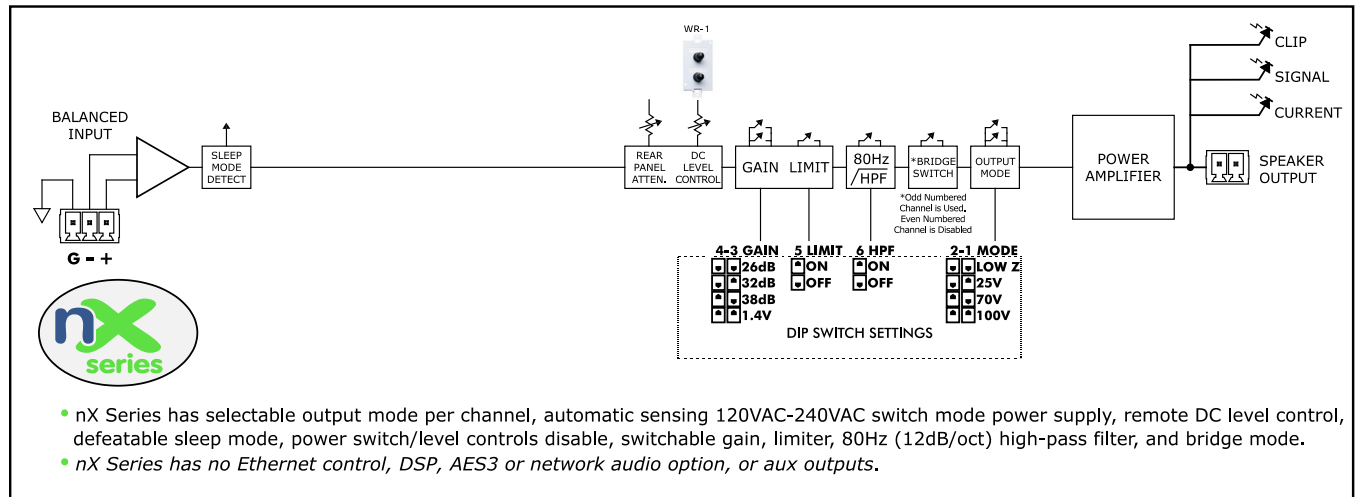 WR-1
CLIP
SIGNAL
CURRENT
BALANCED
INPUT
SLEEP
MODE
DETECT
REAR
PANEL
ATTEN.
DC
LEVEL
CONTROL
GAIN
LIMIT
80Hz
/HPF
*BRIDGE
SWITCH
OUTPUT
MODE
POWER
AMPLIFIER
SPEAKER
OUTPUT
*Odd Numbered
Channel is Used.
Even Numbered
Channel is Disabled
G - +
4-3 GAIN
26dB
32dB
38dB
1.4V
5 LIMIT
ON
OFF
6 HPF
ON
OFF
2-1 MODE
LOW Z
25V
70V
100V
DIP SWITCH SETTINGS
nX
series
• nX Series has selectable output mode per channel, automatic sensing 120VAC-240VAC switch mode power supply, remote DC level control,
defeatable sleep mode, power switch/level controls disable, switchable gain, limiter, 80Hz (12dB/oct) high-pass filter, and bridge mode.
• nX Series has no Ethernet control, DSP, AES3 or network audio option, or aux outputs.